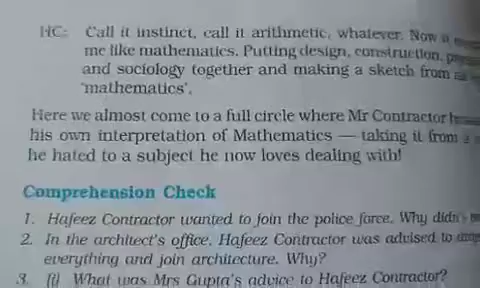 HC: Call it instinct, call it arithmetic, whatever. Now it
me like mathematics. Putting design, construction,
and sociology together and making a sketch from
'mathematics'.
Here we almost come to a full circle where Mr Contractor
his own interpretation of Mathematics — taking it from a
he hated to a subject he now loves dealing with!
Comprehension Check
1. Hafeez Contractor wanted to join the police force. Why didn't
2. In the architect's office, Hafeez Contractor was advised to drop
everything and join architecture. Why?
3. (i) What was Mrs Gupta's advice to Hafeez Contractor?